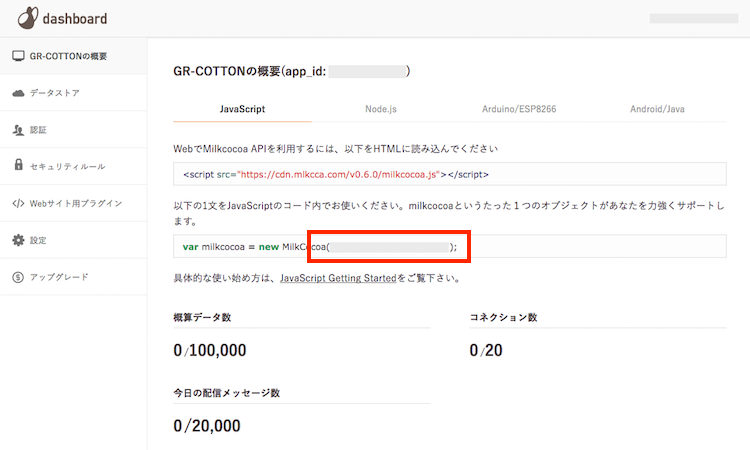 dashboard
GR-COTTONの概要
データストア
認証
セキュリティルール
Webサイト用プラグイン
設定
アップグレード
GR-COTTONの概要(app_id: )
JavaScript Node.js Arduino/ESP8266 Android/Java
WebでMilkcocoa APIを利用するには、以下をHTMLに読み込んでください
<script src="https://cdn.mlkcca.com/v0.6.0/milkcocoa.js"></script>
以下の1文をJavaScriptのコード内でお使いください。milkcocoaというたった１つのオブジェクトがあなたを力強くサポートし
ます。
var milkcocoa = new MilkCocoa( );
具体的な使い始め方は、JavaScript Getting Startedをご覧下さい。
概算データ数 コネクション数
0/100,000 0/20
今日の配信メッセージ数
0/20,000